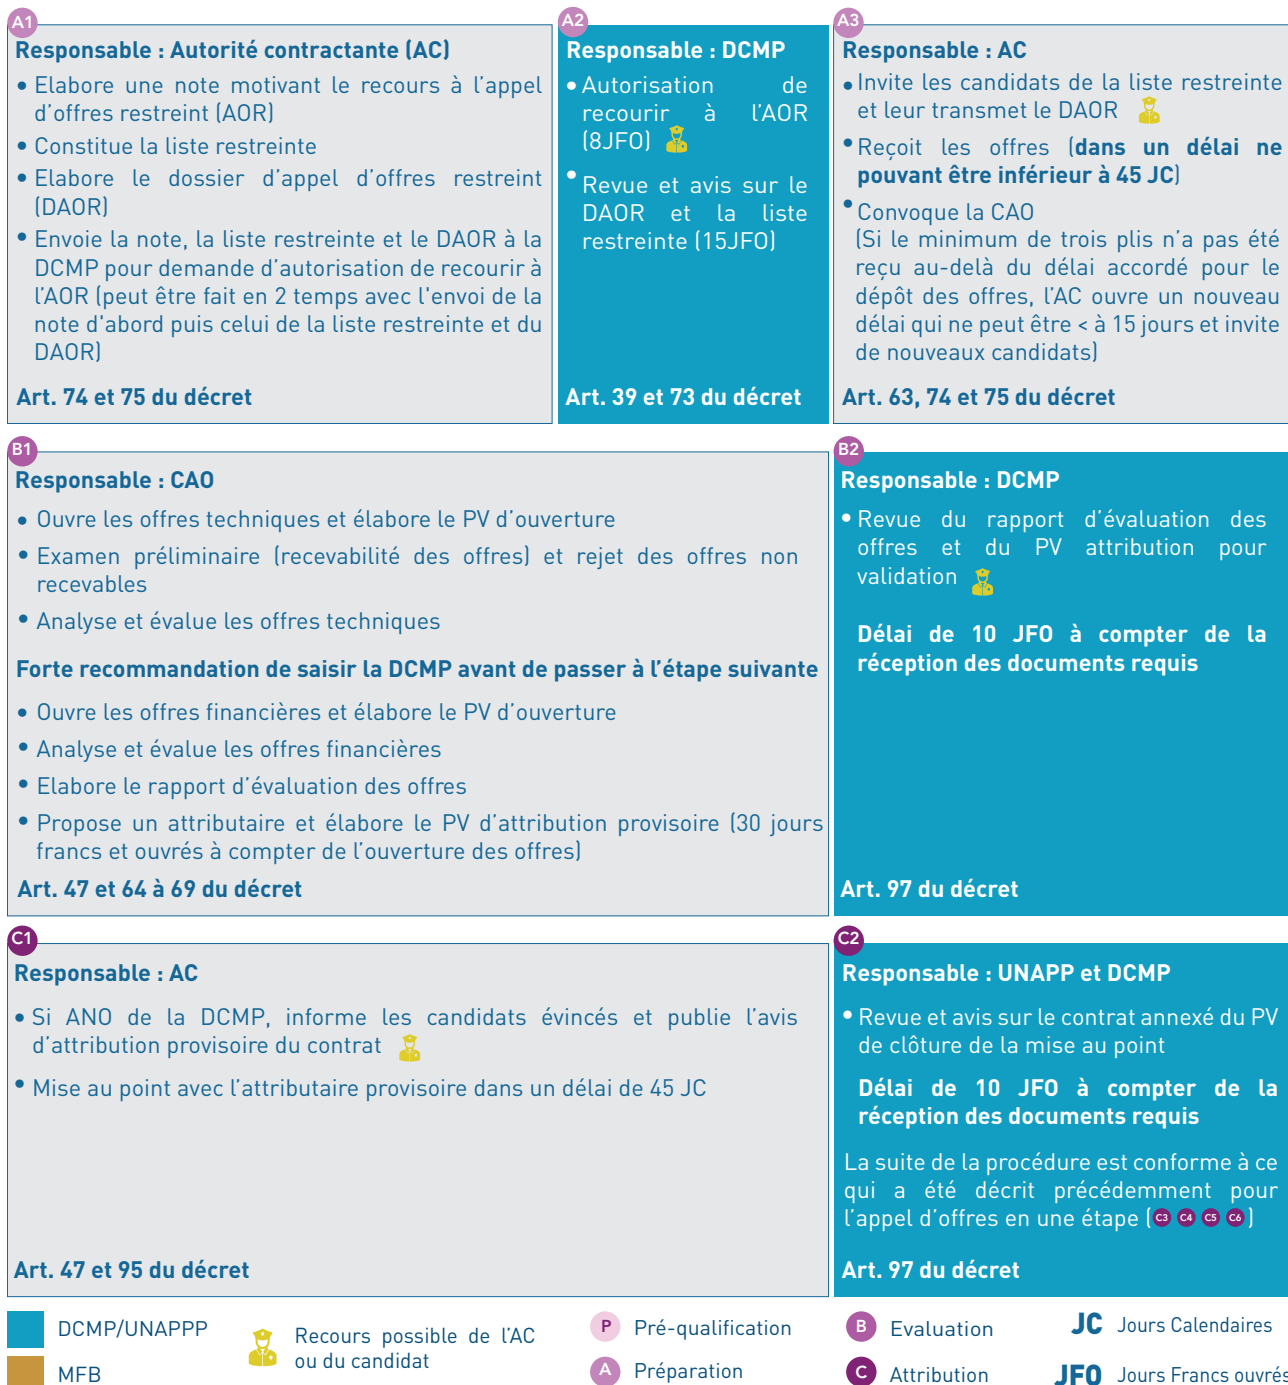 A1
Responsable : Autorité contractante (AC)
• Elabore une note motivant le recours à l'appel
d'offres restreint (AOR)
• Constitue la liste restreinte
• Elabore le dossier d'appel d'offres restreint
(DAOR)
• Envoie la note, la liste restreinte et le DAOR à la
DCMP pour demande d'autorisation de recourir à
l'AOR (peut être fait en 2 temps avec l'envoi de la
note d'abord puis celui de la liste restreinte et du
DAOR)
Art. 74 et 75 du décret
A2
Responsable : DCMP
• Autorisation de
recourir à l'AOR
(8JFO)
• Revue et avis sur le
DAOR et la liste
restreinte (15JFO)
Art. 39 et 73 du décret
A3
Responsable : AC
• Invite les candidats de la liste restreinte
et leur transmet le DAOR
• Reçoit les offres (dans un délai ne
pouvant être inférieur à 45 JC)
• Convoque la CAO
(Si le minimum de trois plis n'a pas été
reçu au-delà du délai accordé pour le
dépôt des offres, l'AC ouvre un nouveau
délai qui ne peut être < à 15 jours et invite
de nouveaux candidats)
Art. 63, 74 et 75 du décret
B1
Responsable : CAO
• Ouvre les offres techniques et élabore le PV d'ouverture
• Examen préliminaire (recevabilité des offres) et rejet des offres non
recevables
• Analyse et évalue les offres techniques
Forte recommandation de saisir la DCMP avant de passer à l'étape suivante
• Ouvre les offres financières et élabore le PV d'ouverture
• Analyse et évalue les offres financières
• Elabore le rapport d'évaluation des offres
• Propose un attributaire et élabore le PV d'attribution provisoire (30 jours
francs et ouvrés à compter de l'ouverture des offres)
Art. 47 et 64 à 69 du décret
B2
Responsable : DCMP
• Revue du rapport d'évaluation des
offres et du PV attribution pour
validation
Délai de 10 JFO à compter de la
réception des documents requis
Art. 97 du décret
C1
Responsable : AC
• Si ANO de la DCMP, informe les candidats évincés et publie l'avis
d'attribution provisoire du contrat
• Mise au point avec l'attributaire provisoire dans un délai de 45 JC
Art. 47 et 95 du décret
C2
Responsable : UNAPP et DCMP
• Revue et avis sur le contrat annexé du PV
de clôture de la mise au point
Délai de 10 JFO à compter de la
réception des documents requis
La suite de la procédure est conforme à ce
qui a été décrit précédemment pour
l'appel d'offres en une étape (C3 C4 C5 C6)
Art. 97 du décret
DCMP/UNAPPP
MFB
Recours possible de l'AC
ou du candidat
P Pré-qualification
A Préparation
B Evaluation
C Attribution
JC Jours Calendaires
JFO Jours Francs ouvrés